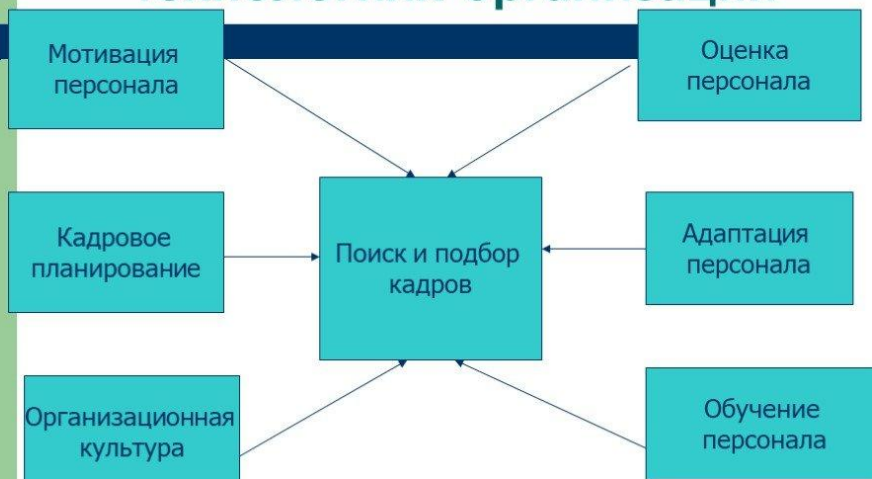 Мотивация
персонала
Оценка
персонала
Кадровое
планирование
Поиск и подбор
кадров
Адаптация
персонала
Организационная
культура
Обучение
персонала